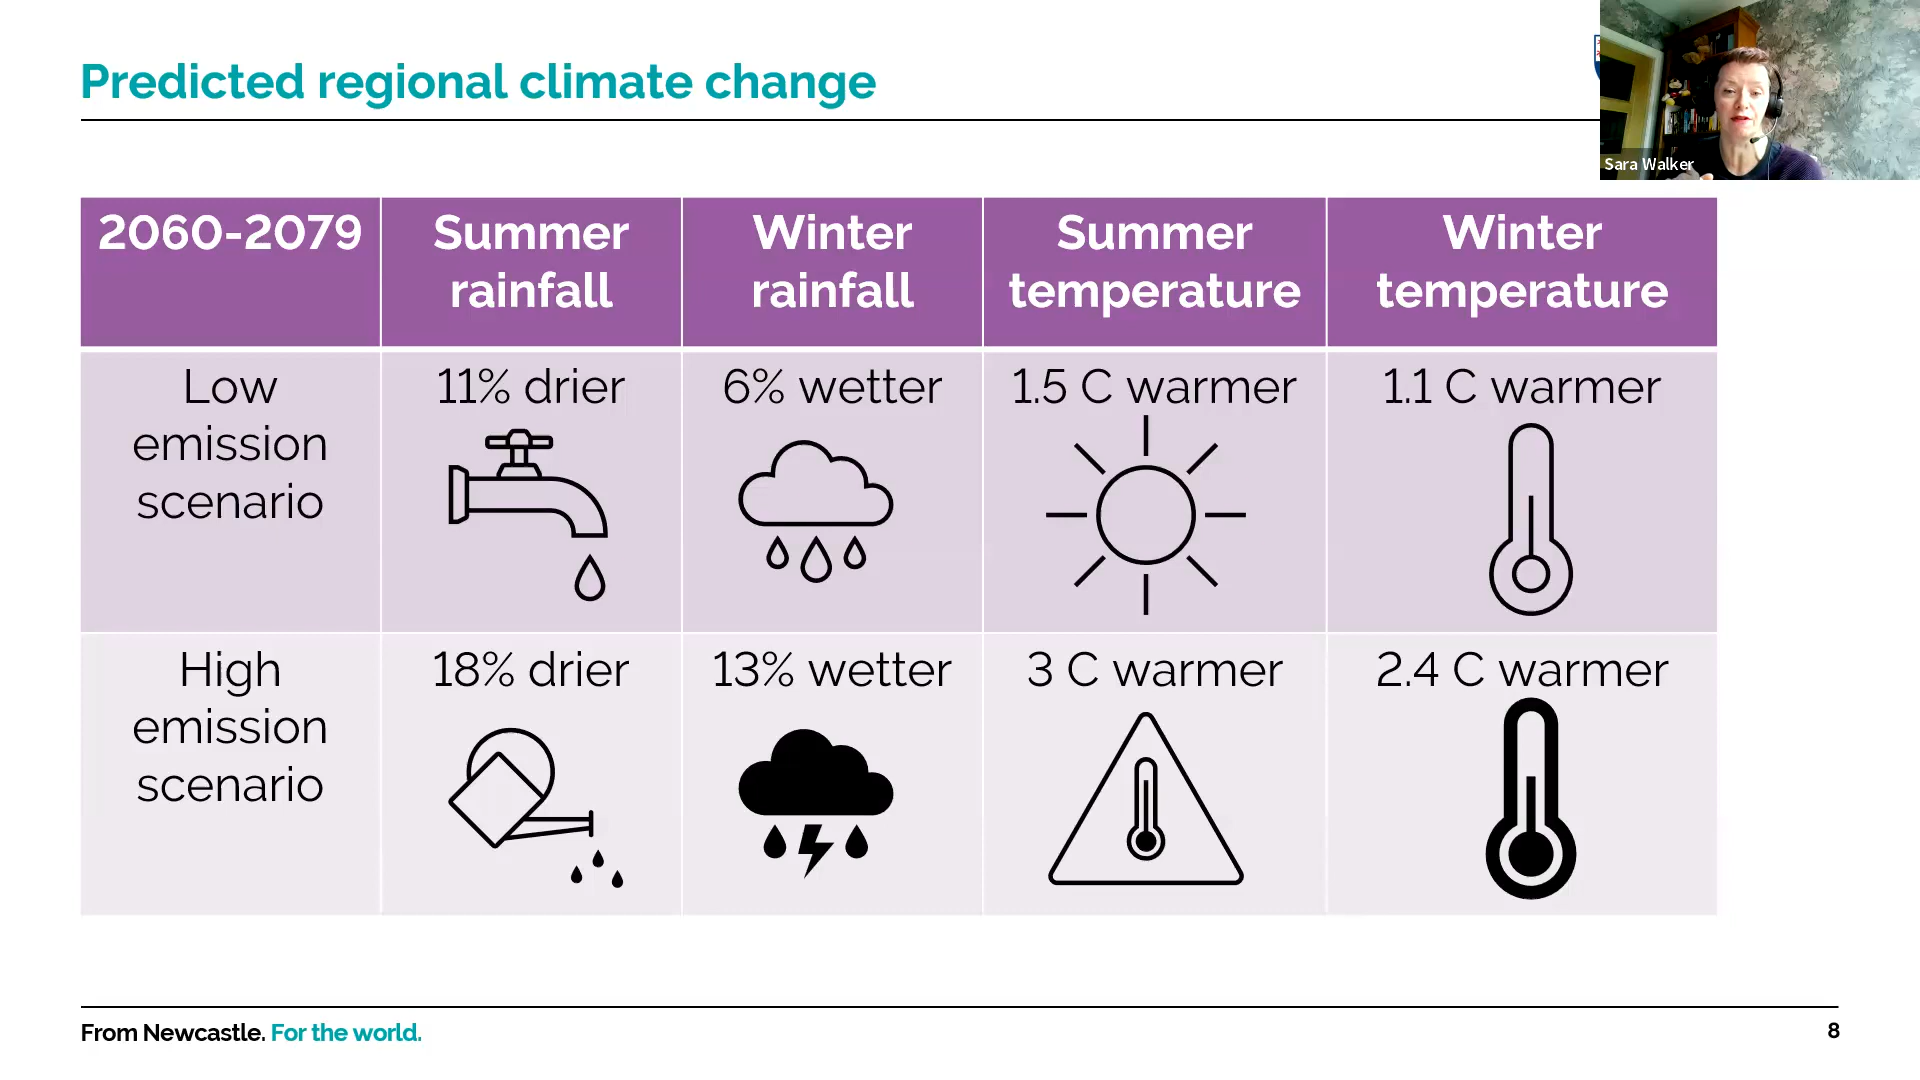 Predicted regional climate change
Sara Walker
2060-2079
Summer
rainfall
Winter
rainfall
Summer
temperature
Winter
temperature
Low
emission
scenario
11% drier
6% wetter
1.5 C warmer
1.1 C warmer
High
emission
scenario
18% drier
13% wetter
3 C warmer
2.4 C warmer
From Newcastle. For the world.
8